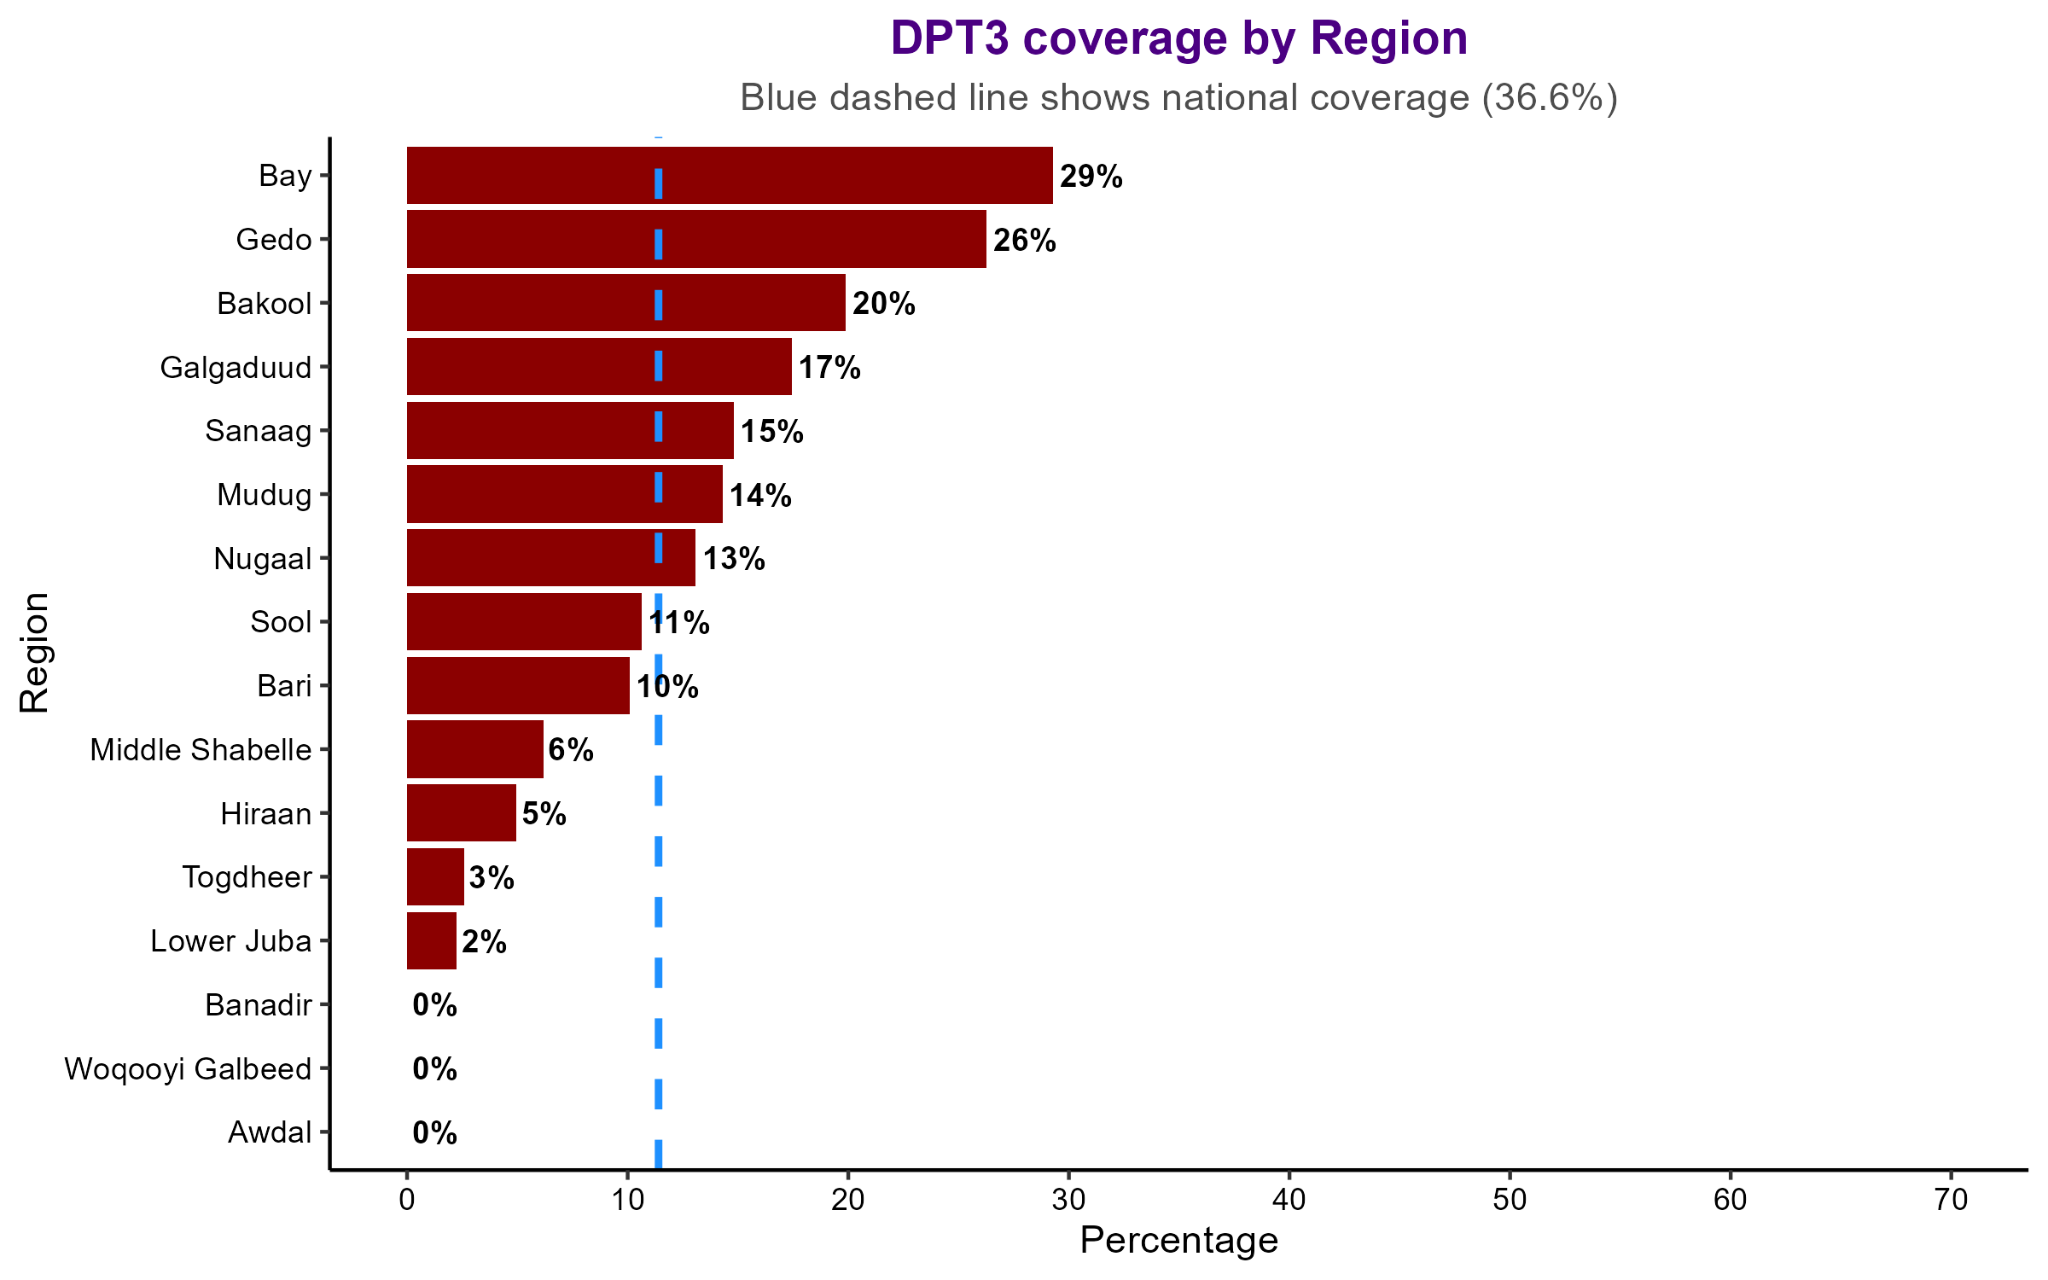 DPT3 coverage by Region
Blue dashed line shows national coverage (36.6%)
Region
Bay 29%
Gedo 26%
Bakool 20%
Galgaduud 17%
Sanaag 15%
Mudug 14%
Nugaal 13%
Sool 11%
Bari 10%
Middle Shabelle 6%
Hiraan 5%
Togdheer 3%
Lower Juba 2%
Banadir 0%
Woqooyi Galbeed 0%
Awdal 0%
0 10 20 30 40 50 60 70
Percentage